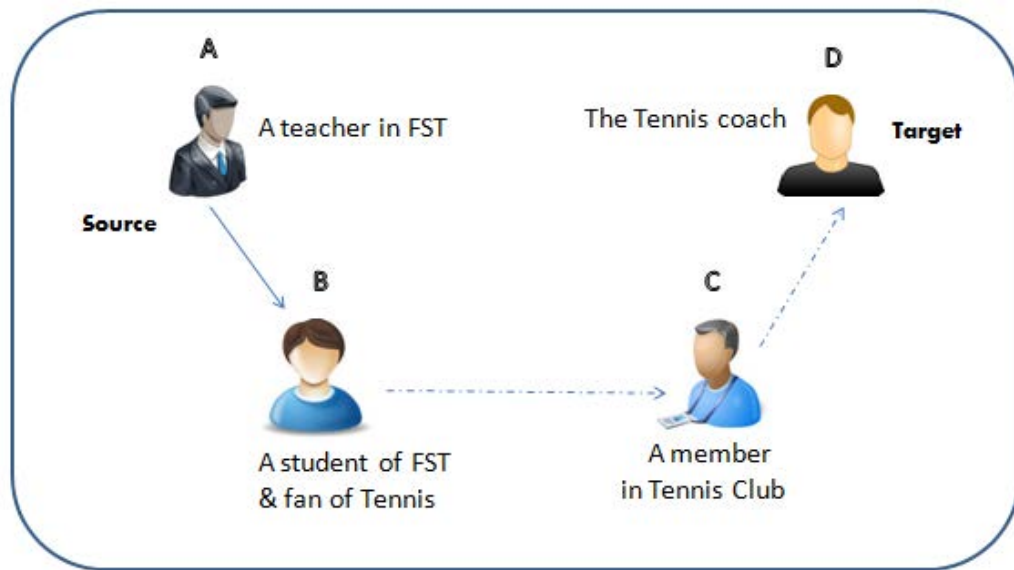 A
A teacher in FST
Source
D
The Tennis coach
Target
B
A student of FST
& fan of Tennis
C
A member
in Tennis Club